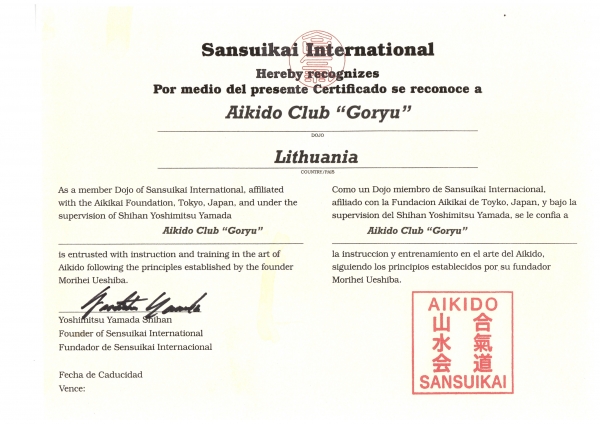 Sansuikai International
Hereby recognizes
Por medio del presente Certificado se reconoce a
Aikido Club “Goryu”
DOJO
Lithuania
COUNTRY/PAIS
As a member Dojo of Sansuikai International, affiliated
with the Aikikai Foundation, Tokyo, Japan, and under the
supervision of Shihan Yoshimitsu Yamada
Aikido Club “Goryu”
is entrusted with instruction and training in the art of
Aikido following the principles established by the founder
Morihei Ueshiba.
Como un Dojo miembro de Sansuikai Internacional,
afiliado con la Fundacion Aikikai de Toyko, Japan, y bajo la
supervision del Shihan Yoshimitsu Yamada, se le confia a
Aikido Club “Goryu”
la instruccion y entrenamiento en el arte del Aikido,
siguiendo los principios establecidos por su fundador
Morihei Ueshiba.
Yoshimitsu Yamada Shihan
Founder of Sensuikai International
Fundador de Sensuikai Internacional
Fecha de Caducidad
Vence:
AIKIDO
合氣道
山水会
SANSUIKAI